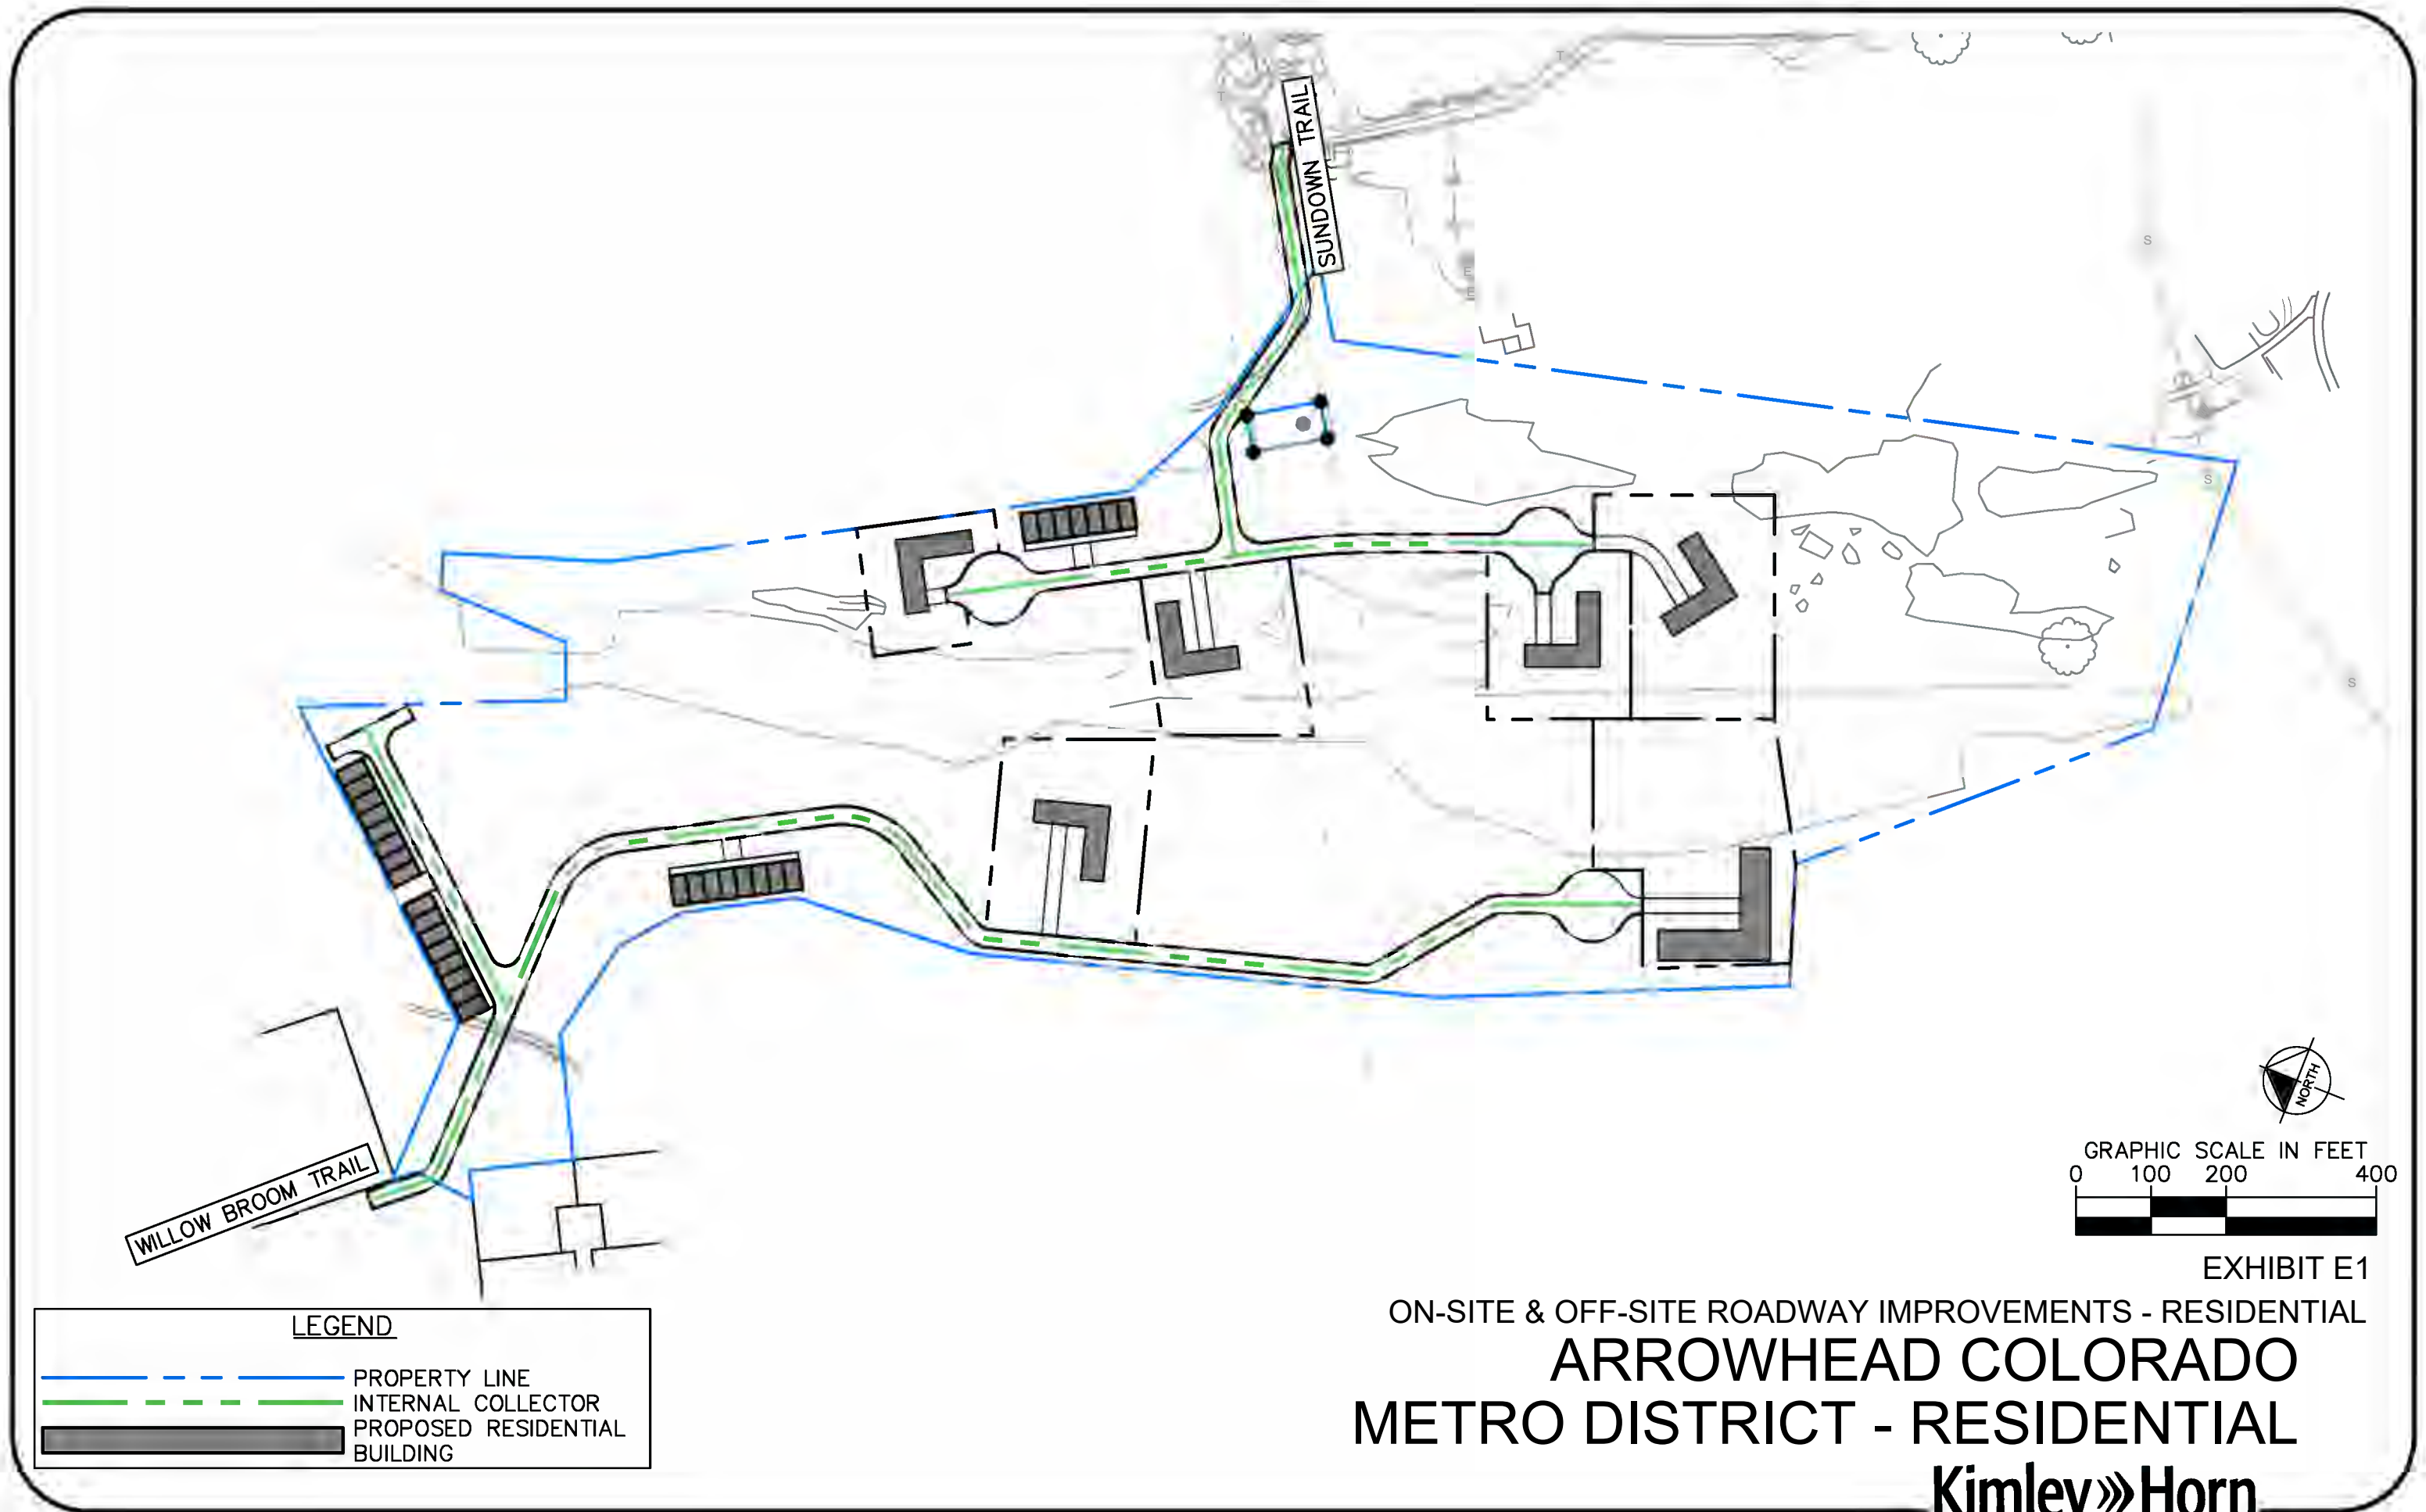 T
T
SUNDOWN TRAIL
E
E
S
S
S
WILLOW BROOM TRAIL
NORTH
GRAPHIC SCALE IN FEET
0 100 200 400
EXHIBIT E1
ON-SITE & OFF-SITE ROADWAY IMPROVEMENTS - RESIDENTIAL
ARROWHEAD COLORADO
METRO DISTRICT - RESIDENTIAL
Kimley»Horn
LEGEND
PROPERTY LINE
INTERNAL COLLECTOR
PROPOSED RESIDENTIAL
BUILDING